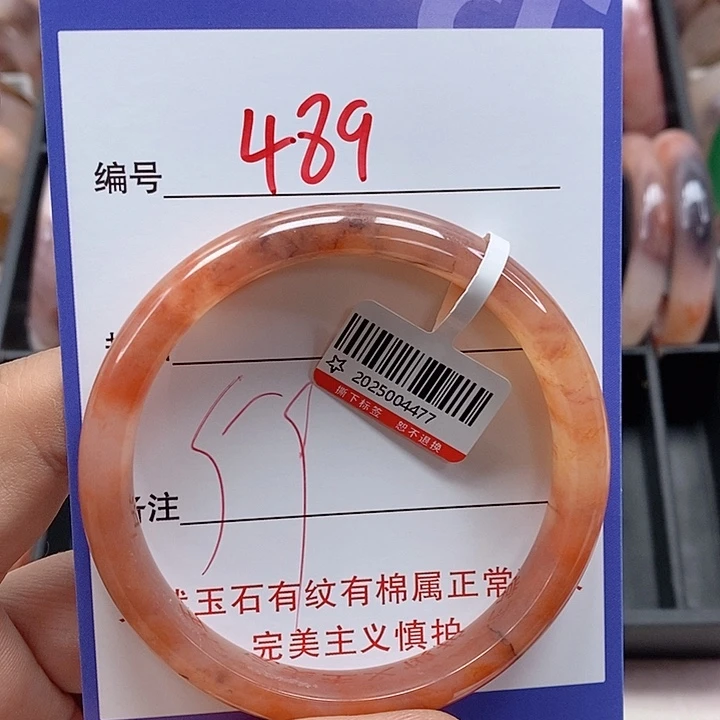 编号 489
2025004477
撕下标签 恕不退换
备注
玉石有纹有棉属正常
完美主义慎拍